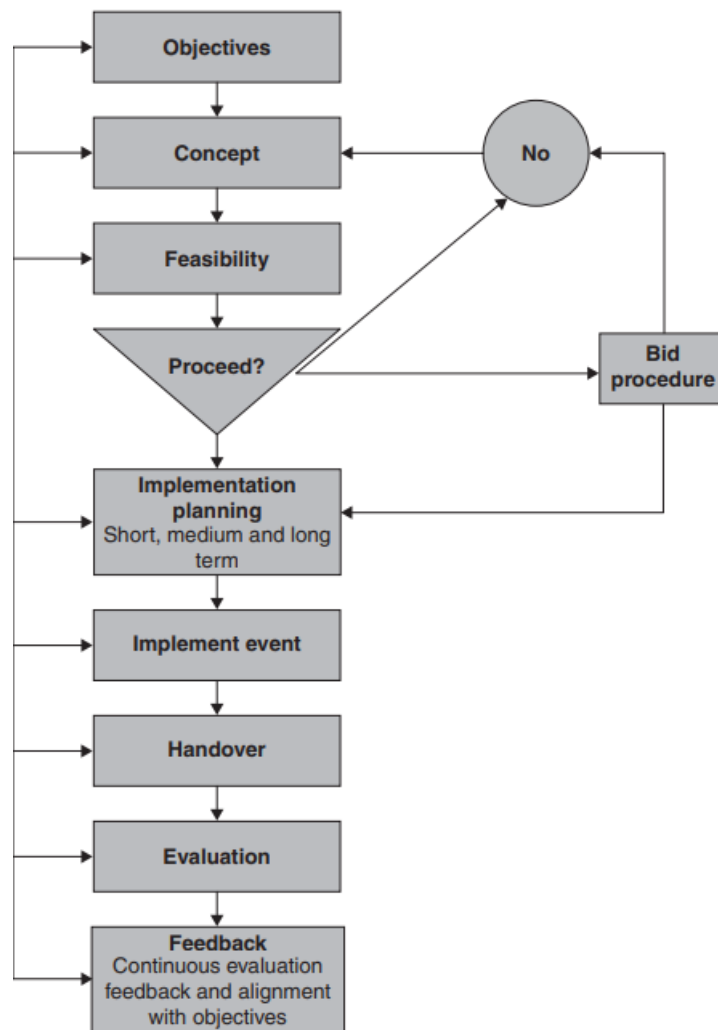 Objectives
Concept
No
Feasibility
Proceed?
Bid
procedure
Implementation
planning
Short, medium and long
term
Implement event
Handover
Evaluation
Feedback
Continuous evaluation
feedback and alignment
with objectives